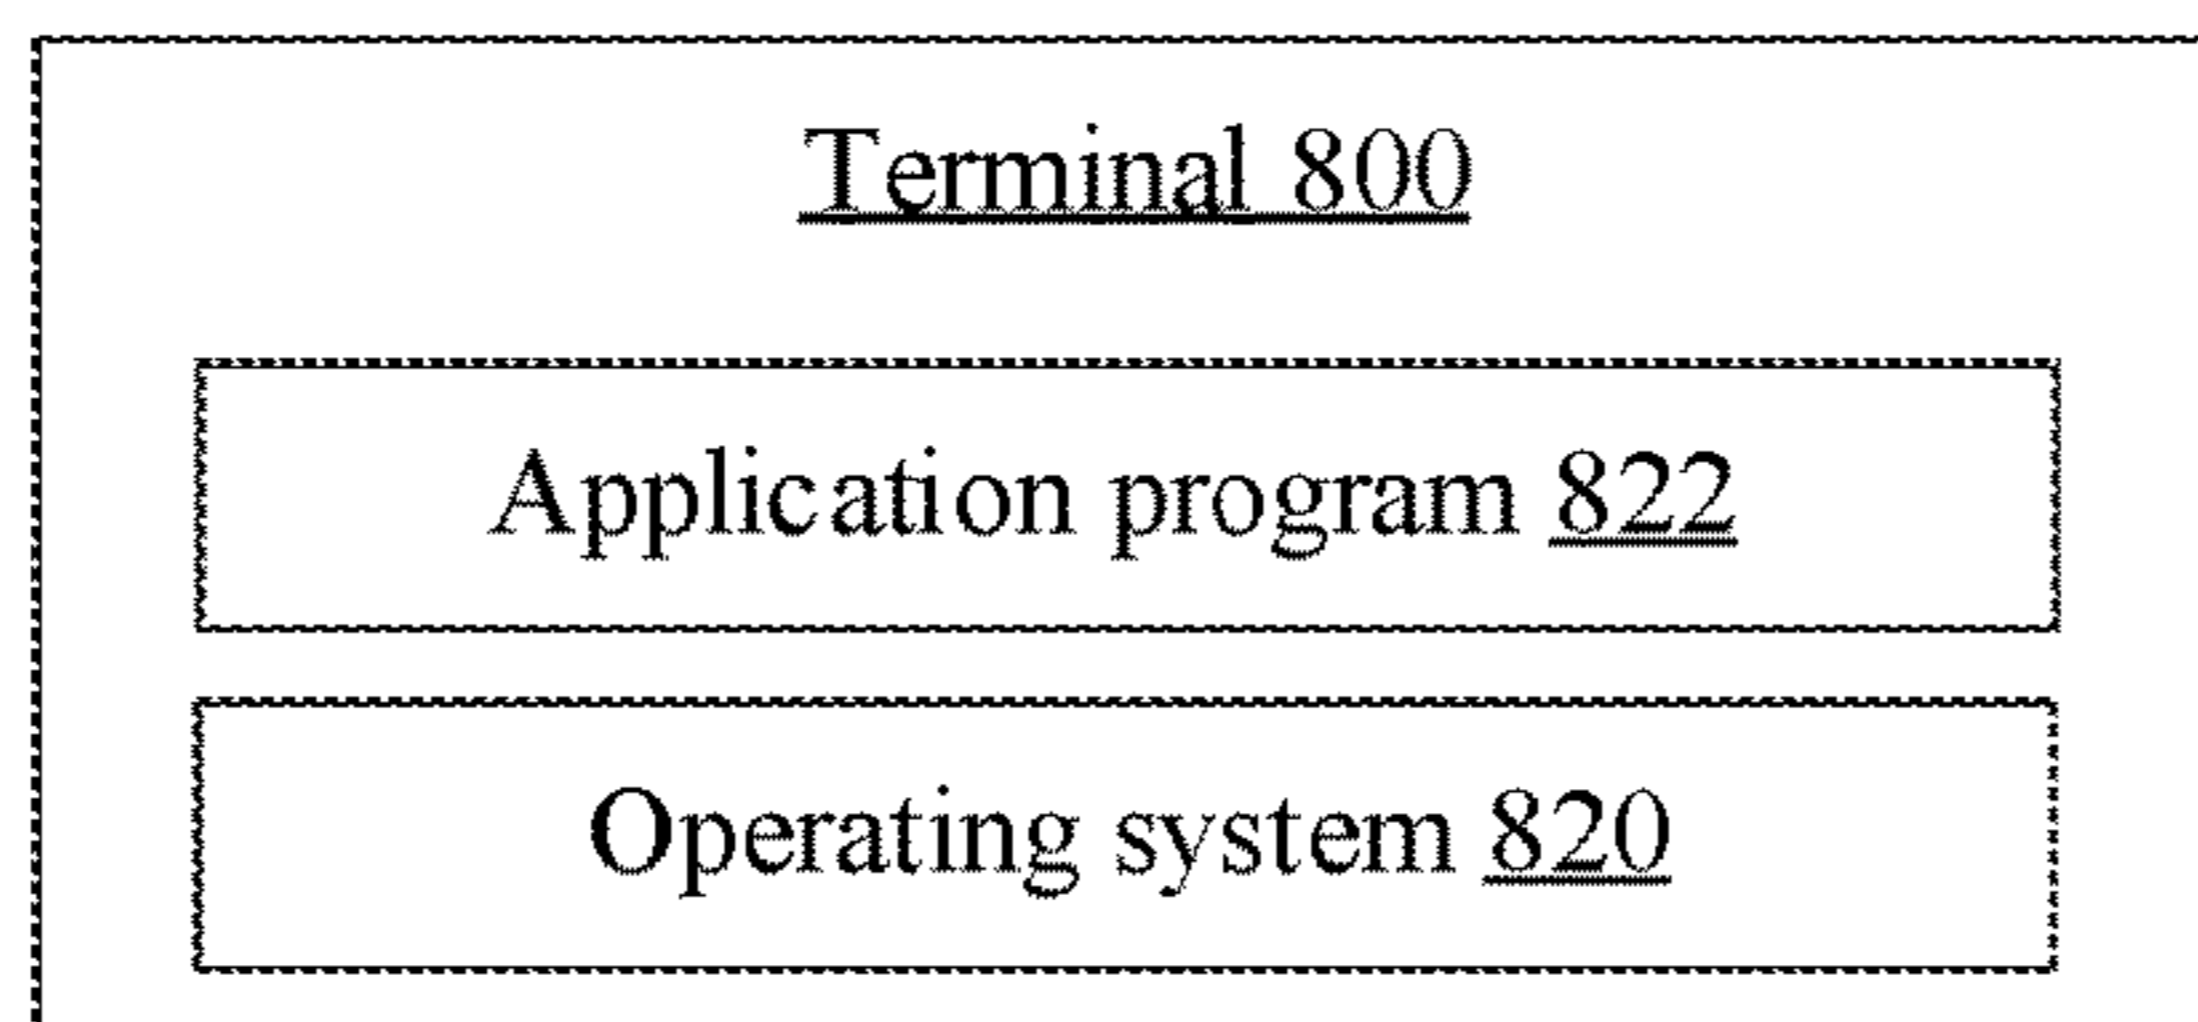 Terminal 800
Application program 822
Operating system 820